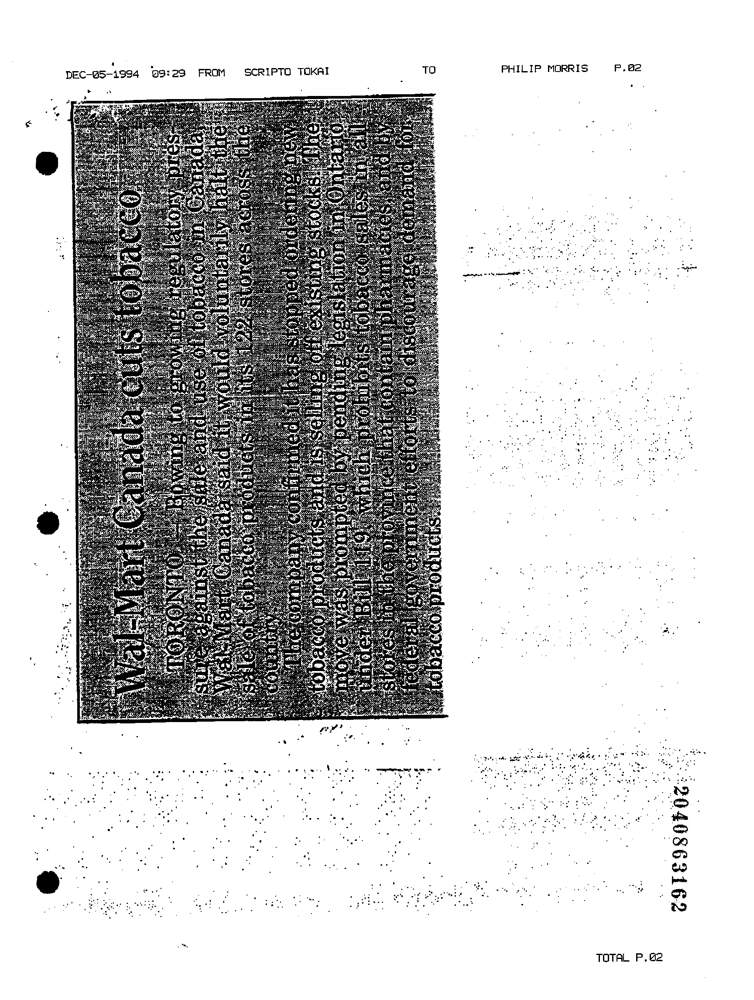 DEC-05-1994 09:29 FROM SCRIPTO TOKAI TO PHILIP MORRIS P.02
Wal-Mart Canada cuts tobacco
TORONTO — Bowing to growing regulatory pres-
sure against the sale and use of tobacco in Canada,
Wal-Mart Canada said it would voluntarily halt the
sale of tobacco products in its 122 stores across the
country.
The company confirmed it has stopped ordering new
tobacco products and is selling off existing stocks. The
move was prompted by pending legislation in Ontario
under Bill 119, which prohibits tobacco sales in all
stores in the province that contain pharmacies, and by
federal government efforts to discourage demand for
tobacco products.
2040863162
TOTAL P.02